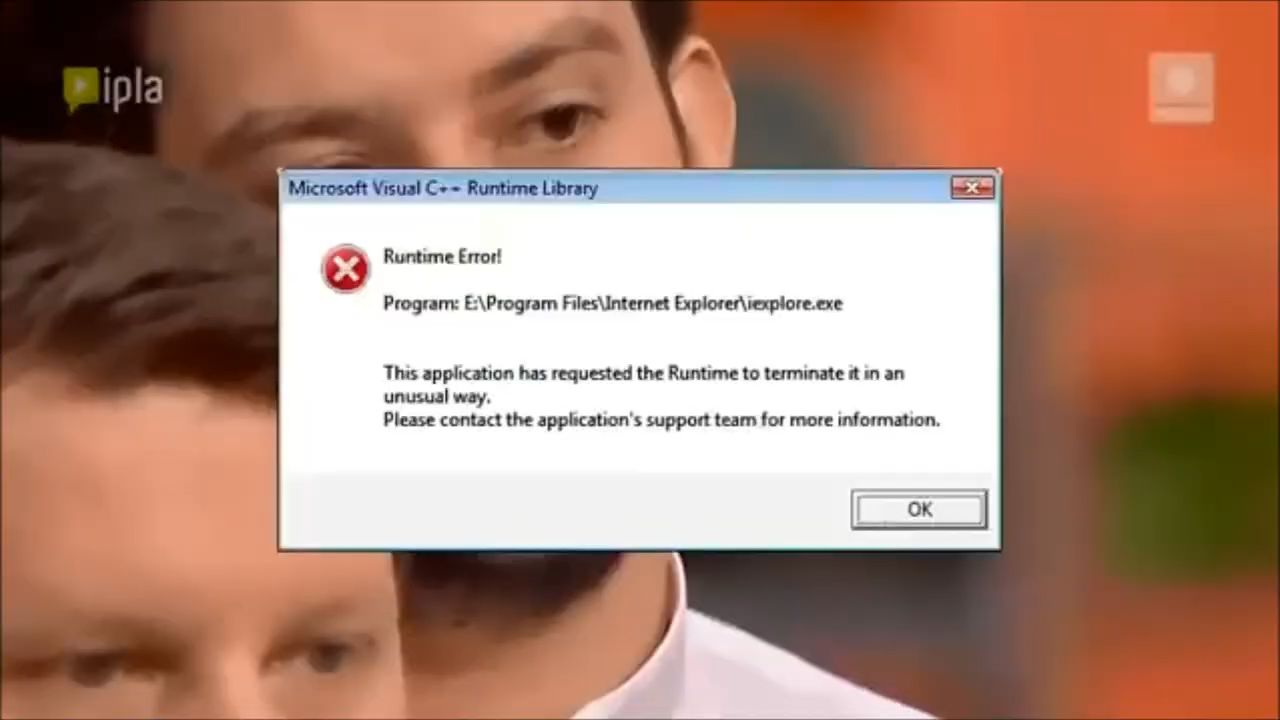 ipla
Microsoft Visual C++ Runtime Library
Runtime Error!
Program: E:\Program Files\Internet Explorer\iexplore.exe
This application has requested the Runtime to terminate it in an
unusual way.
Please contact the application's support team for more information.
OK